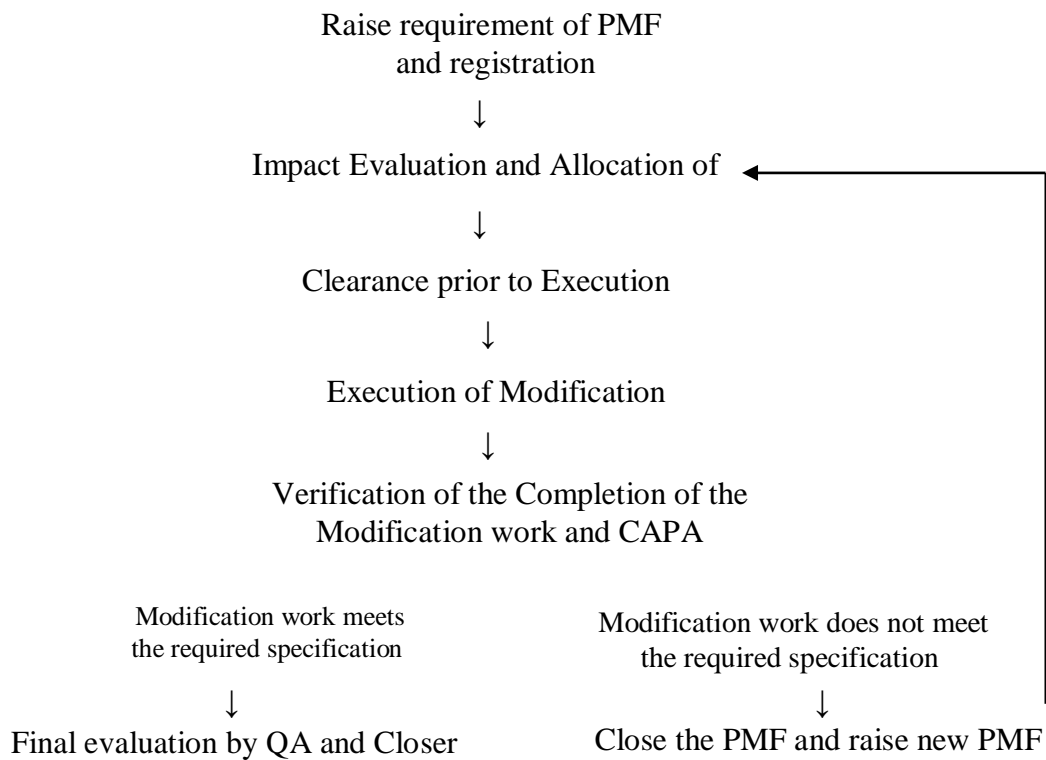 Raise requirement of PMF
and registration
↓
Impact Evaluation and Allocation of
↓
Clearance prior to Execution
↓
Execution of Modification
↓
Verification of the Completion of the
Modification work and CAPA
Modification work meets
the required specification
↓
Final evaluation by QA and Closer
Modification work does not meet
the required specification
↓
Close the PMF and raise new PMF